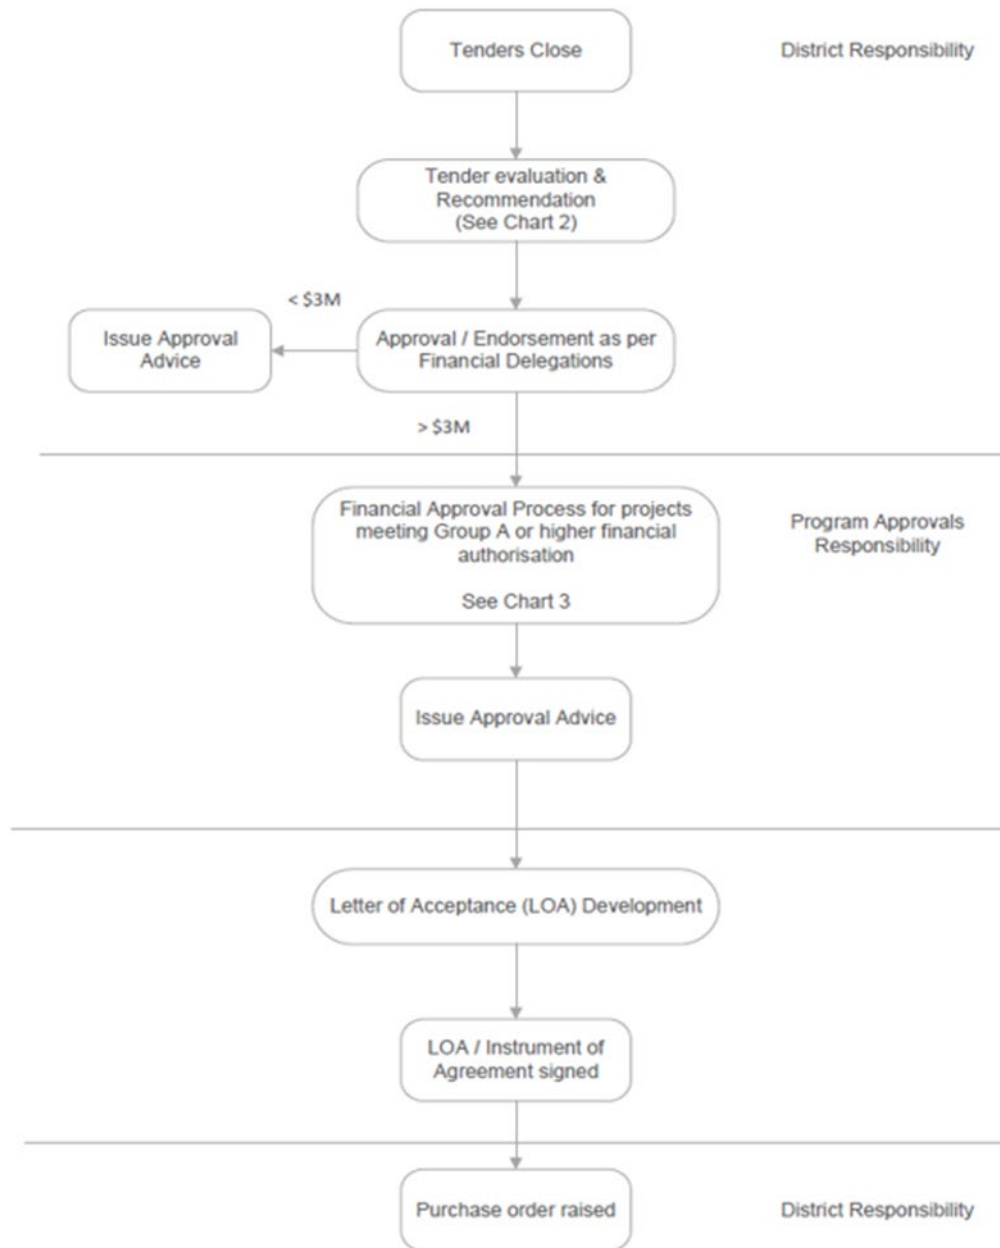 Tenders Close
District Responsibility
Tender evaluation &
Recommendation
(See Chart 2)
< $3M
Issue Approval
Advice
Approval / Endorsement as per
Financial Delegations
> $3M
Financial Approval Process for projects
meeting Group A or higher financial
authorisation
See Chart 3
Program Approvals
Responsibility
Issue Approval Advice
Letter of Acceptance (LOA) Development
LOA / Instrument of
Agreement signed
Purchase order raised
District Responsibility